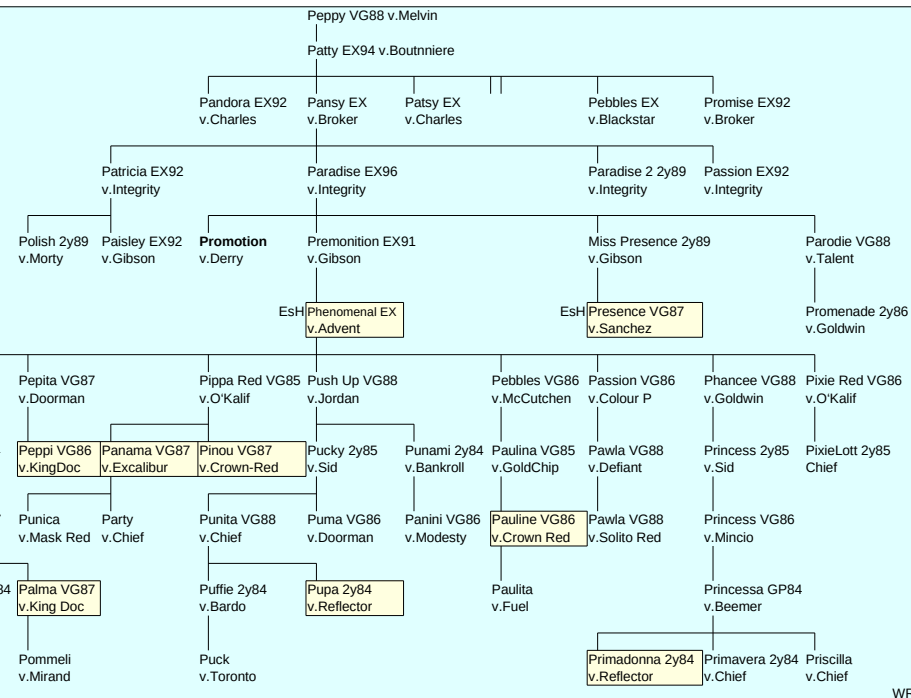 Peppy VG88 v.Melvin
Patty EX94 v.Boutnniere
Pandora EX92 Pansy EX Patsy EX Pebbles EX Promise EX92
v.Charles v.Broker v.Charles v.Blackstar v.Broker
Patricia EX92 Paradise EX96 Paradise 2 2y89 Passion EX92
v.Integrity v.Integrity v.Integrity v.Integrity
Polish 2y89 Paisley EX92 Promotion Premonition EX91 Miss Presence 2y89 Parodie VG88
v.Morty v.Gibson v.Derry v.Gibson v.Gibson v.Talent
EsH Phenomenal EX EsH Presence VG87 Promenade 2y86
v.Advent v.Sanchez v.Goldwin
Pepita VG87 Pippa Red VG85 Push Up VG88 Pebbles VG86 Passion VG86 Phancee VG88 Pixie Red VG86
v.Doorman v.O'Kalif v.Jordan v.McCutchen v.Colour P v.Goldwin v.O'Kalif
Peppi VG86 Panama VG87 Pinou VG87 Pucky 2y85 Punami 2y84 Paulina VG85 Pawla VG88 Princess 2y85 PixieLott 2y85
v.KingDoc v.Excalibur v.Crown-Red v.Sid v.Bankroll v.GoldChip v.Defiant v.Sid Chief
Punica Party Punita VG88 Puma VG86 Panini VG86 Pauline VG86 Pawla VG88 Princess VG86
v.Mask Red v.Chief v.Chief v.Doorman v.Modesty v.Crown Red v.Solito Red v.Mincio
84 Palma VG87 Puffie 2y84 Pupa 2y84 Paulita Princessa GP84
v.King Doc v.Bardo v.Reflector v.Fuel v.Beemer
Pommeli Puck Primadonna 2y84 Primavera 2y84 Priscilla
v.Mirand v.Toronto v.Reflector v.Chief v.Chief